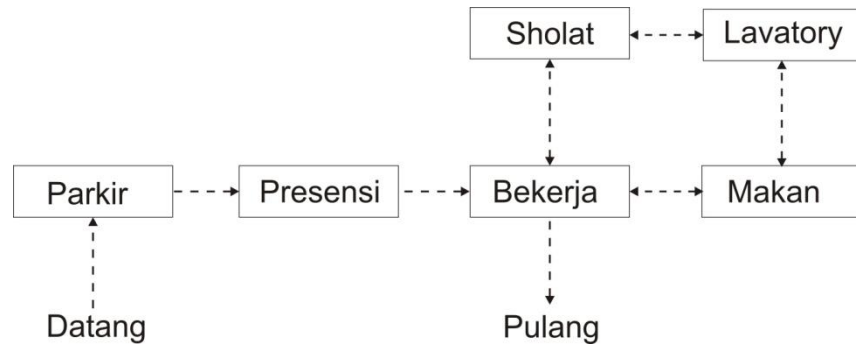 Sholat
Lavatory
Parkir
Presensi
Bekerja
Makan
Datang
Pulang